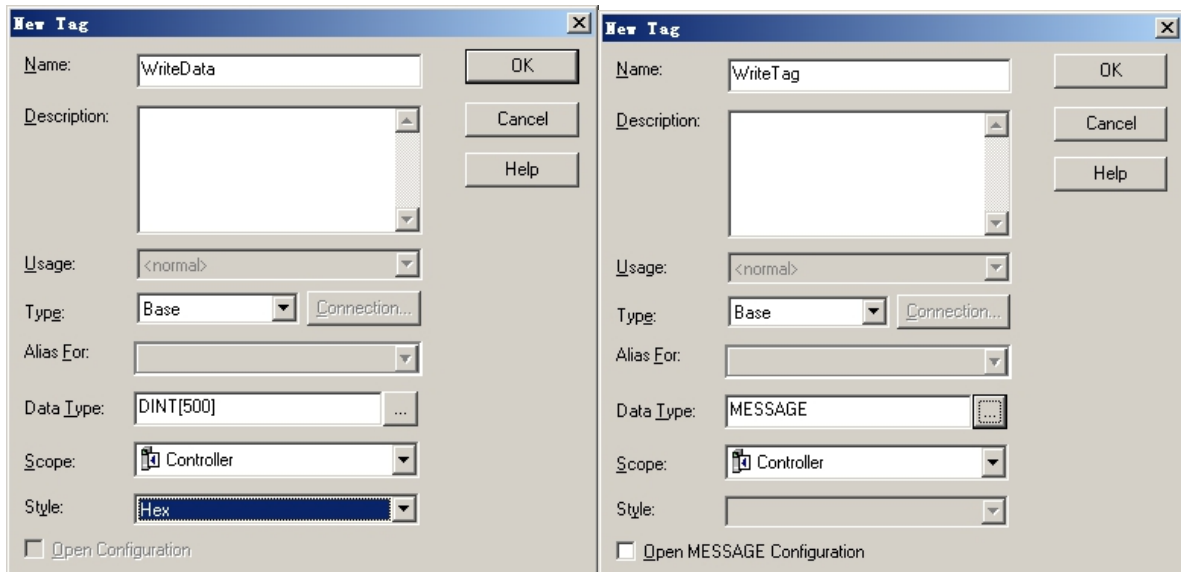 New Tag
Name:
WriteData
OK
Description:
Cancel
Help
Usage:
<normal>
Type:
Base
Connection...
Alias For:
Data Type:
DINT[500]
...
Scope:
Controller
Style:
Hex
Open Configuration
New Tag
Name:
WriteTag
OK
Description:
Cancel
Help
Usage:
<normal>
Type:
Base
Connection...
Alias For:
Data Type:
MESSAGE
...
Scope:
Controller
Style:
Open MESSAGE Configuration